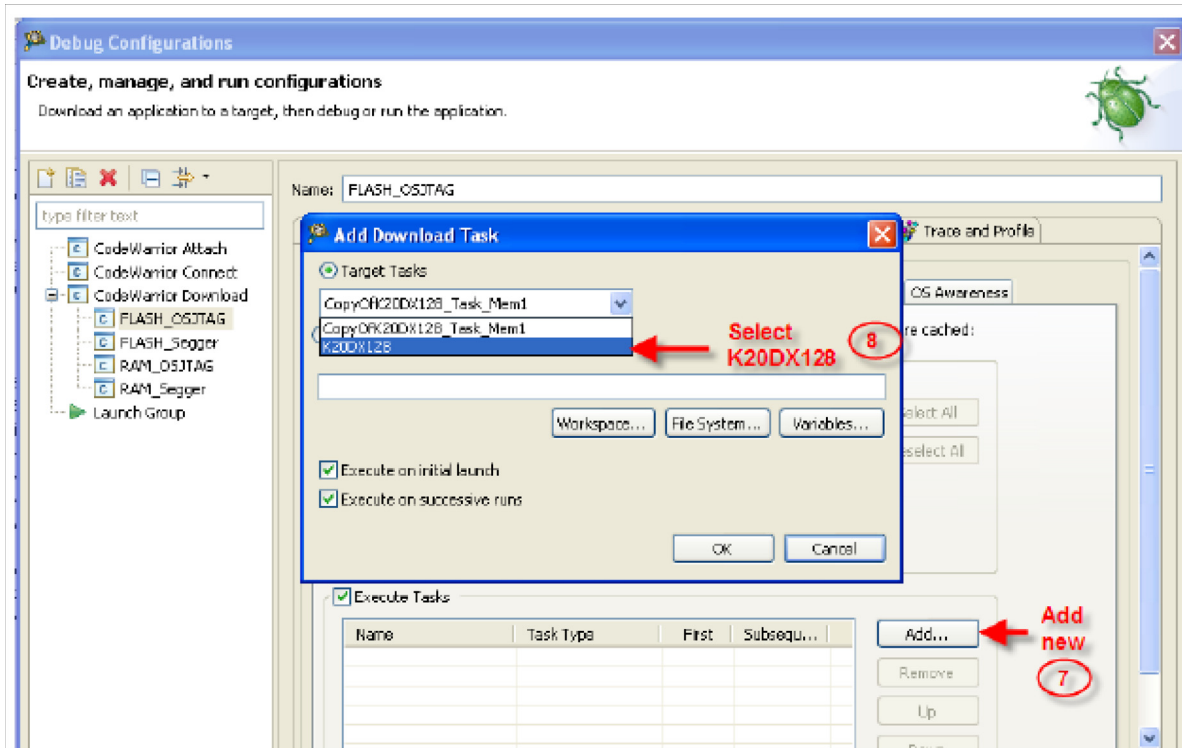 Debug Configurations
Create, manage, and run configurations
Download an application to a target, then debug or run the application.
type filter text
CodeWarrior Attach
CodeWarrior Connect
CodeWarrior Download
FLASH_OSJTAG
FLASH_Segger
RAM_OSJTAG
RAM_Segger
Launch Group
Name: FLASH_OSJTAG
Trace and Profile
OS Awareness
re cached:
elect All
eselect All
Add Download Task
Target Tasks
CopyOfK20DX128_Task_Mem1
CopyOfK20DX128_Task_Mem1
K20DX128
Select
K20DX128
8
Workspace... File System... Variables...
Execute on initial launch
Execute on successive runs
OK Cancel
Execute Tasks
Name Task Type First Subsequ...
Add...
Remove
Up
Add
new
7